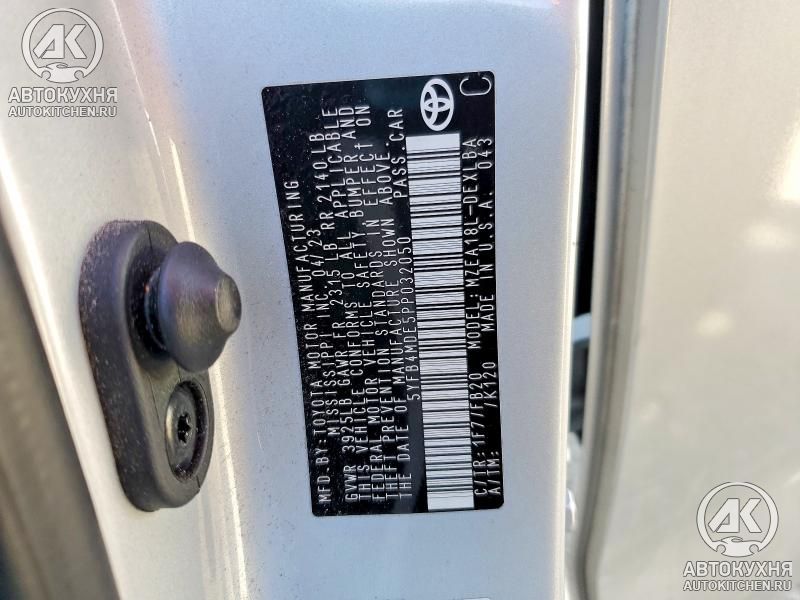 АВТОКУХНЯ
AUTOKITCHEN.RU
MFD. BY: TOYOTA MOTOR MANUFACTURING
MISSISSIPPI INC. 04/23
GVWR 3925LB GAWR FR 2315 LB RR 2140 LB
THIS VEHICLE CONFORMS TO ALL APPLICABLE
FEDERAL MOTOR VEHICLE SAFETY BUMPER AND
THEFT PREVENTION STANDARDS IN EFFECT ON
THE DATE OF MANUFACTURE SHOWN ABOVE.
5YFB4MDE5PP032050 PASS. CAR
C/TR: 1F7/FB20 MODEL: MZEA18L-DEXLBA
A/TM: /K120 MADE IN U.S.A. 043
C
АВТОКУХНЯ
AUTOKITCHEN.RU